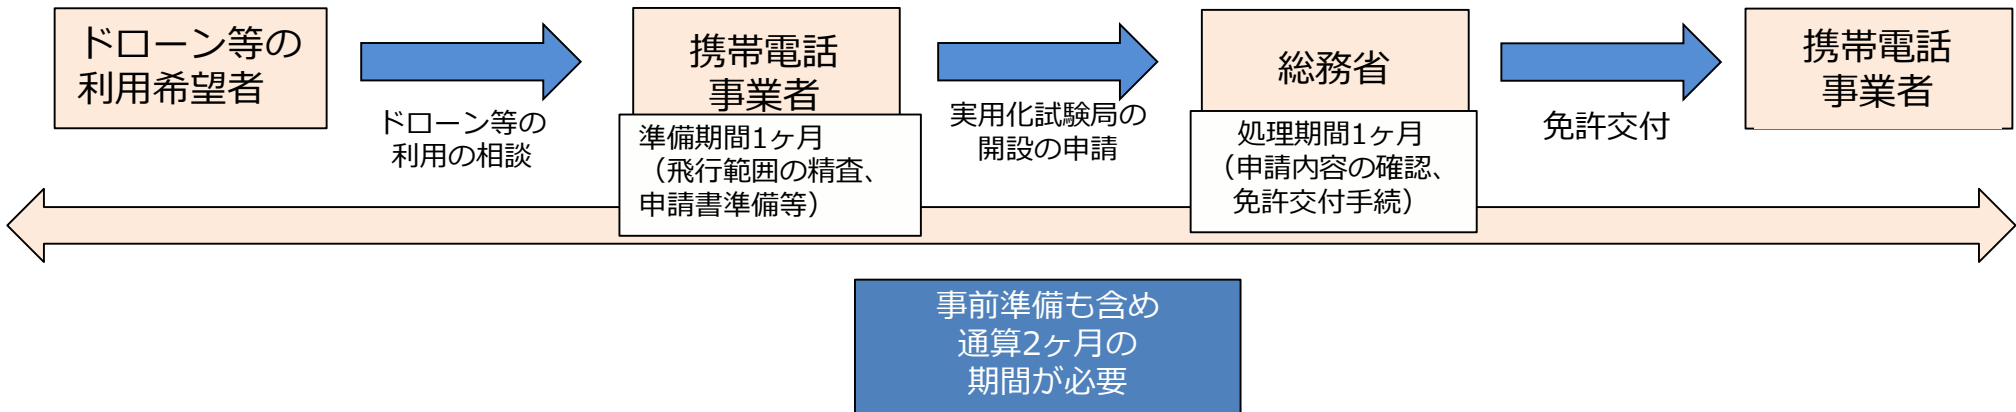 ドローン等の
利用希望者
ドローン等の
利用の相談
携帯電話
事業者
準備期間1ヶ月
（飛行範囲の精査、
申請書準備等）
実用化試験局の
開設の申請
総務省
処理期間1ヶ月
（申請内容の確認、
免許交付手続）
免許交付
携帯電話
事業者
事前準備も含め
通算2ヶ月の
期間が必要